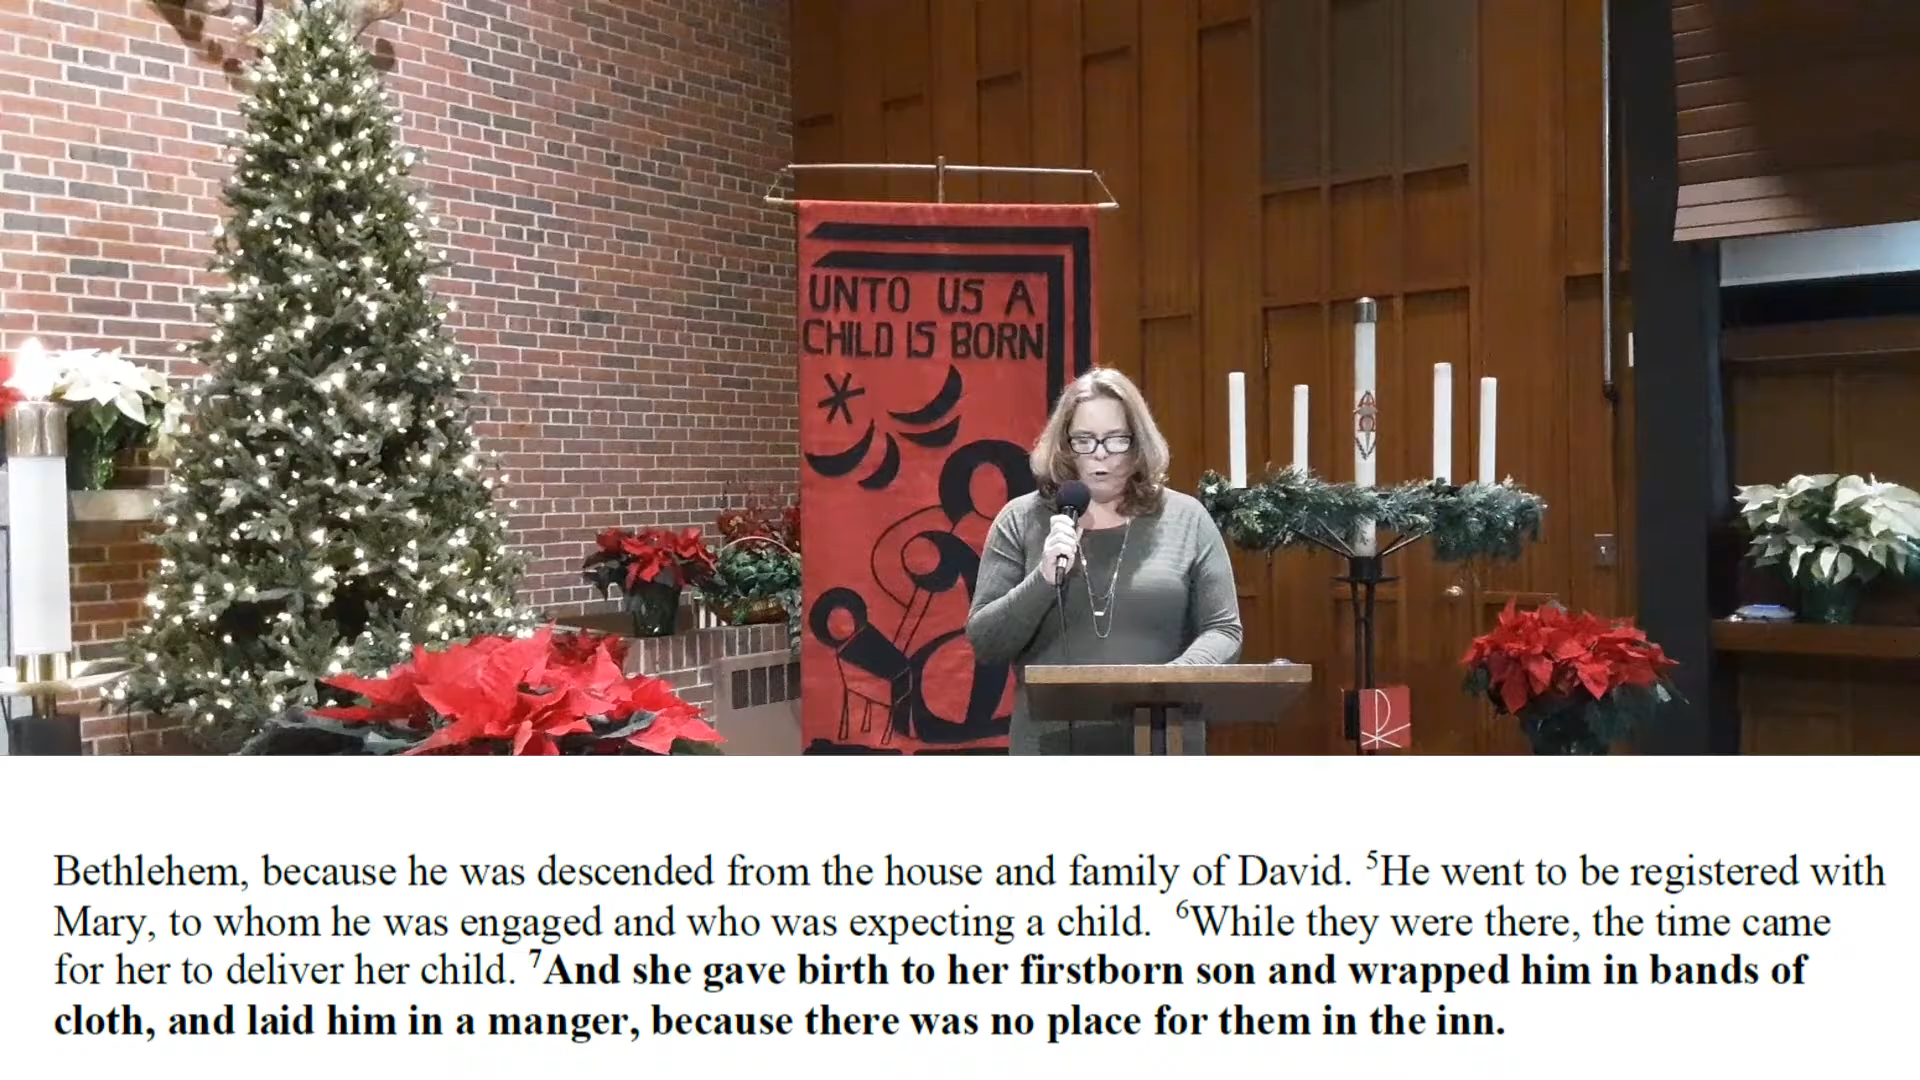 UNTO US A
CHILD IS BORN
Bethlehem, because he was descended from the house and family of David. ⁵He went to be registered with
Mary, to whom he was engaged and who was expecting a child. ⁶While they were there, the time came
for her to deliver her child. ⁷And she gave birth to her firstborn son and wrapped him in bands of
cloth, and laid him in a manger, because there was no place for them in the inn.